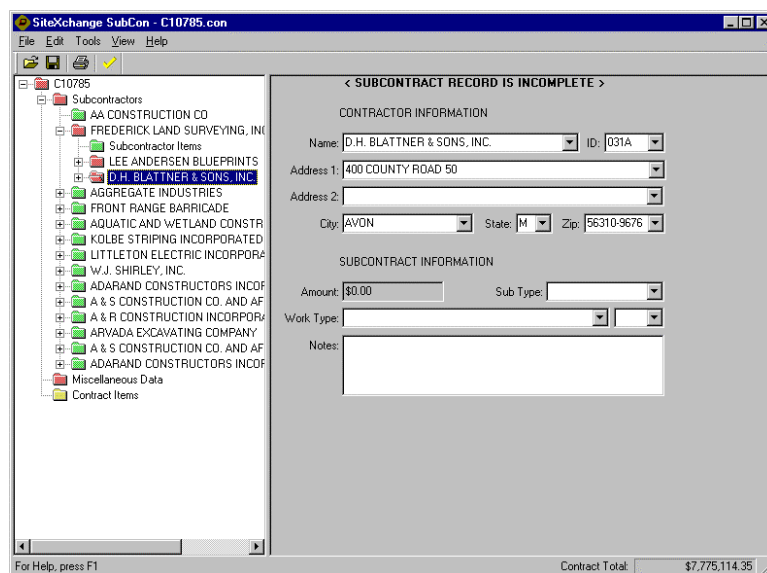 SiteXchange SubCon - C10785.con
File Edit Tools View Help
C10785
Subcontractors
AA CONSTRUCTION CO
FREDERICK LAND SURVEYING, INC
Subcontractor Items
LEE ANDERSEN BLUEPRINTS
D.H. BLATTNER & SONS, INC.
AGGREGATE INDUSTRIES
FRONT RANGE BARRICADE
AQUATIC AND WETLAND CONSTR
KOLBE STRIPING INCORPORATED
LITTLETON ELECTRIC INCORPORA
W.J. SHIRLEY, INC.
ADARAND CONSTRUCTORS INCOF
A & S CONSTRUCTION CO. AND AF
A & R CONSTRUCTION INCORPORA
ARVADA EXCAVATING COMPANY
A & S CONSTRUCTION CO. AND AF
ADARAND CONSTRUCTORS INCOF
Miscellaneous Data
Contract Items
< SUBCONTRACT RECORD IS INCOMPLETE >
CONTRACTOR INFORMATION
Name: D.H. BLATTNER & SONS, INC. ID: 031A
Address 1: 400 COUNTY ROAD 50
Address 2:
City: AVON State: M Zip: 56310-9676
SUBCONTRACT INFORMATION
Amount: $0.00 Sub Type:
Work Type:
Notes:
For Help, press F1 Contract Total: $7,775,114.35